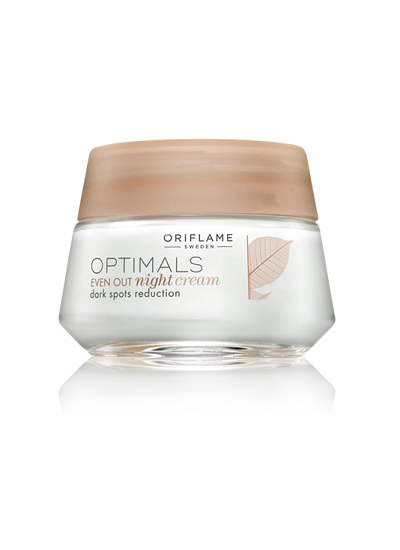 ORIFLAME
SWEDEN
OPTIMALS
EVEN OUT night cream
dark spots reduction